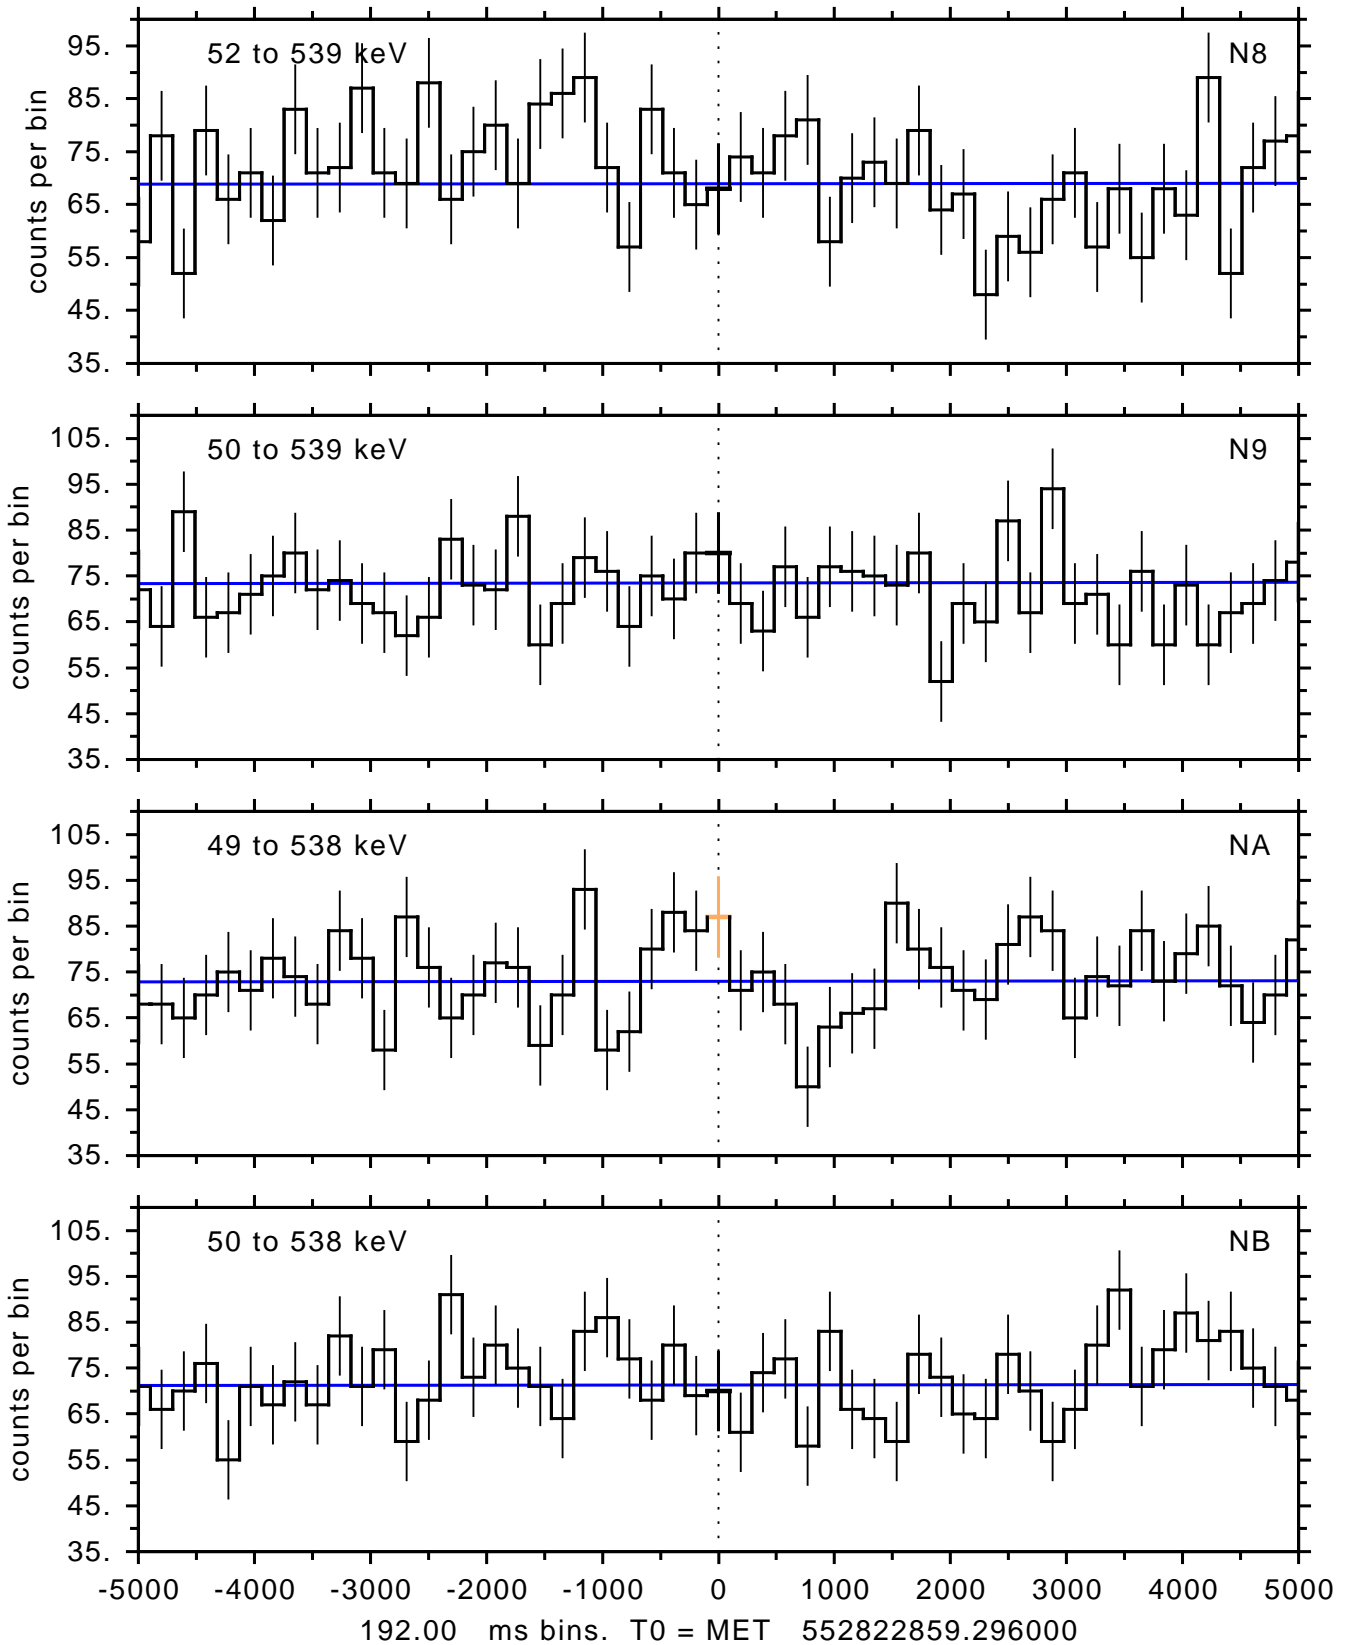 95.
85.
75.
65.
55.
45.
35.
counts per bin
52 to 539 keV
N8
105.
95.
85.
75.
65.
55.
45.
35.
counts per bin
50 to 539 keV
N9
105.
95.
85.
75.
65.
55.
45.
35.
counts per bin
49 to 538 keV
NA
105.
95.
85.
75.
65.
55.
45.
35.
counts per bin
50 to 538 keV
NB
-5000 -4000 -3000 -2000 -1000 0 1000 2000 3000 4000 5000
192.00 ms bins. T0 = MET 552822859.296000